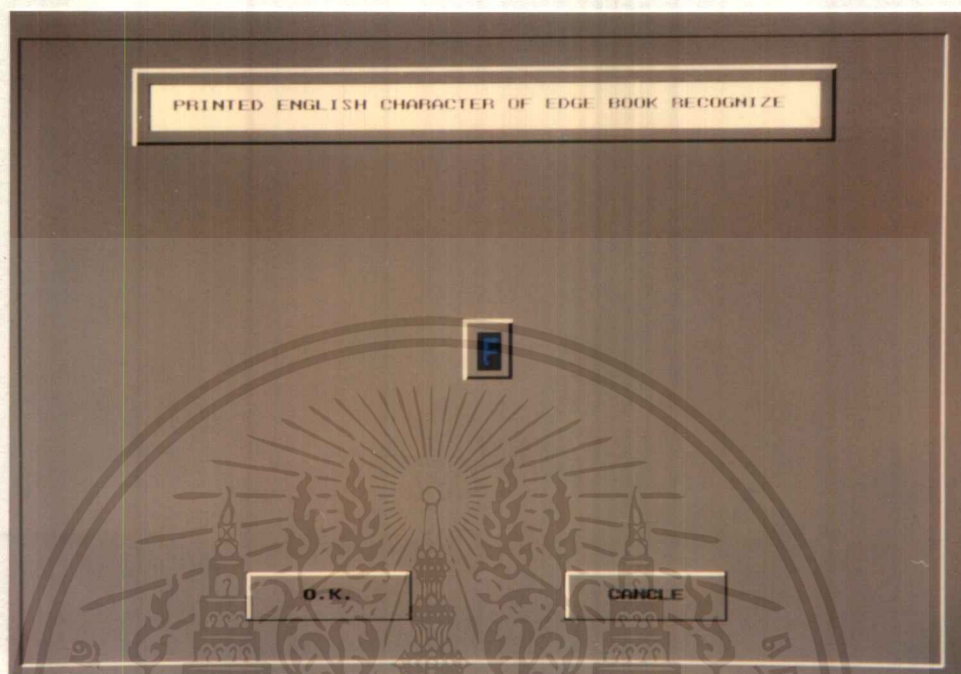 PRINTED ENGLISH CHARACTER OF EDGE BOOK RECOGNIZE
F
O.K.
CANCLE